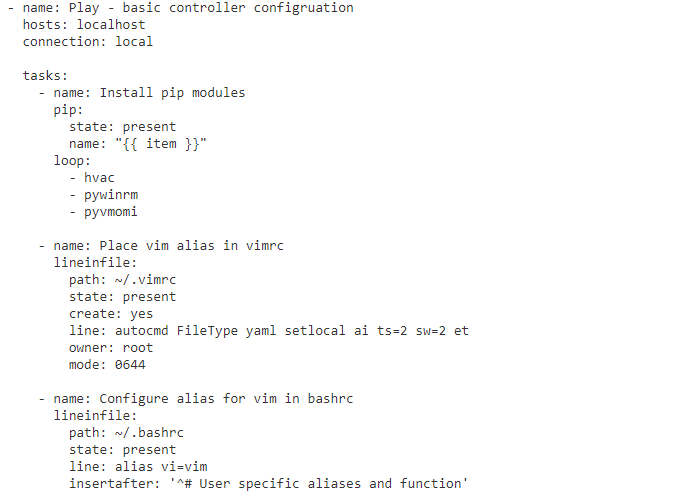 - name: Play - basic controller configruation
  hosts: localhost
  connection: local

  tasks:
    - name: Install pip modules
      pip:
        state: present
        name: "{{ item }}"
      loop:
        - hvac
        - pywinrm
        - pyvmomi

    - name: Place vim alias in vimrc
      lineinfile:
        path: ~/.vimrc
        state: present
        create: yes
        line: autocmd FileType yaml setlocal ai ts=2 sw=2 et
        owner: root
        mode: 0644

    - name: Configure alias for vim in bashrc
      lineinfile:
        path: ~/.bashrc
        state: present
        line: alias vi=vim
        insertafter: '^# User specific aliases and function'